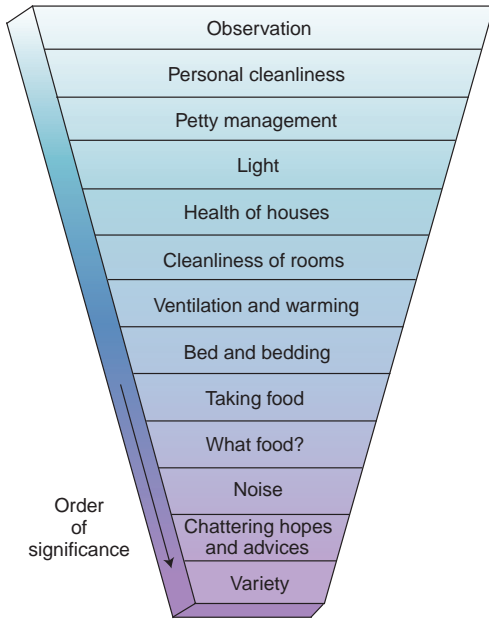 Observation
Personal cleanliness
Petty management
Light
Health of houses
Cleanliness of rooms
Ventilation and warming
Bed and bedding
Taking food
What food?
Noise
Chattering hopes
and advices
Variety
Order
of
significance